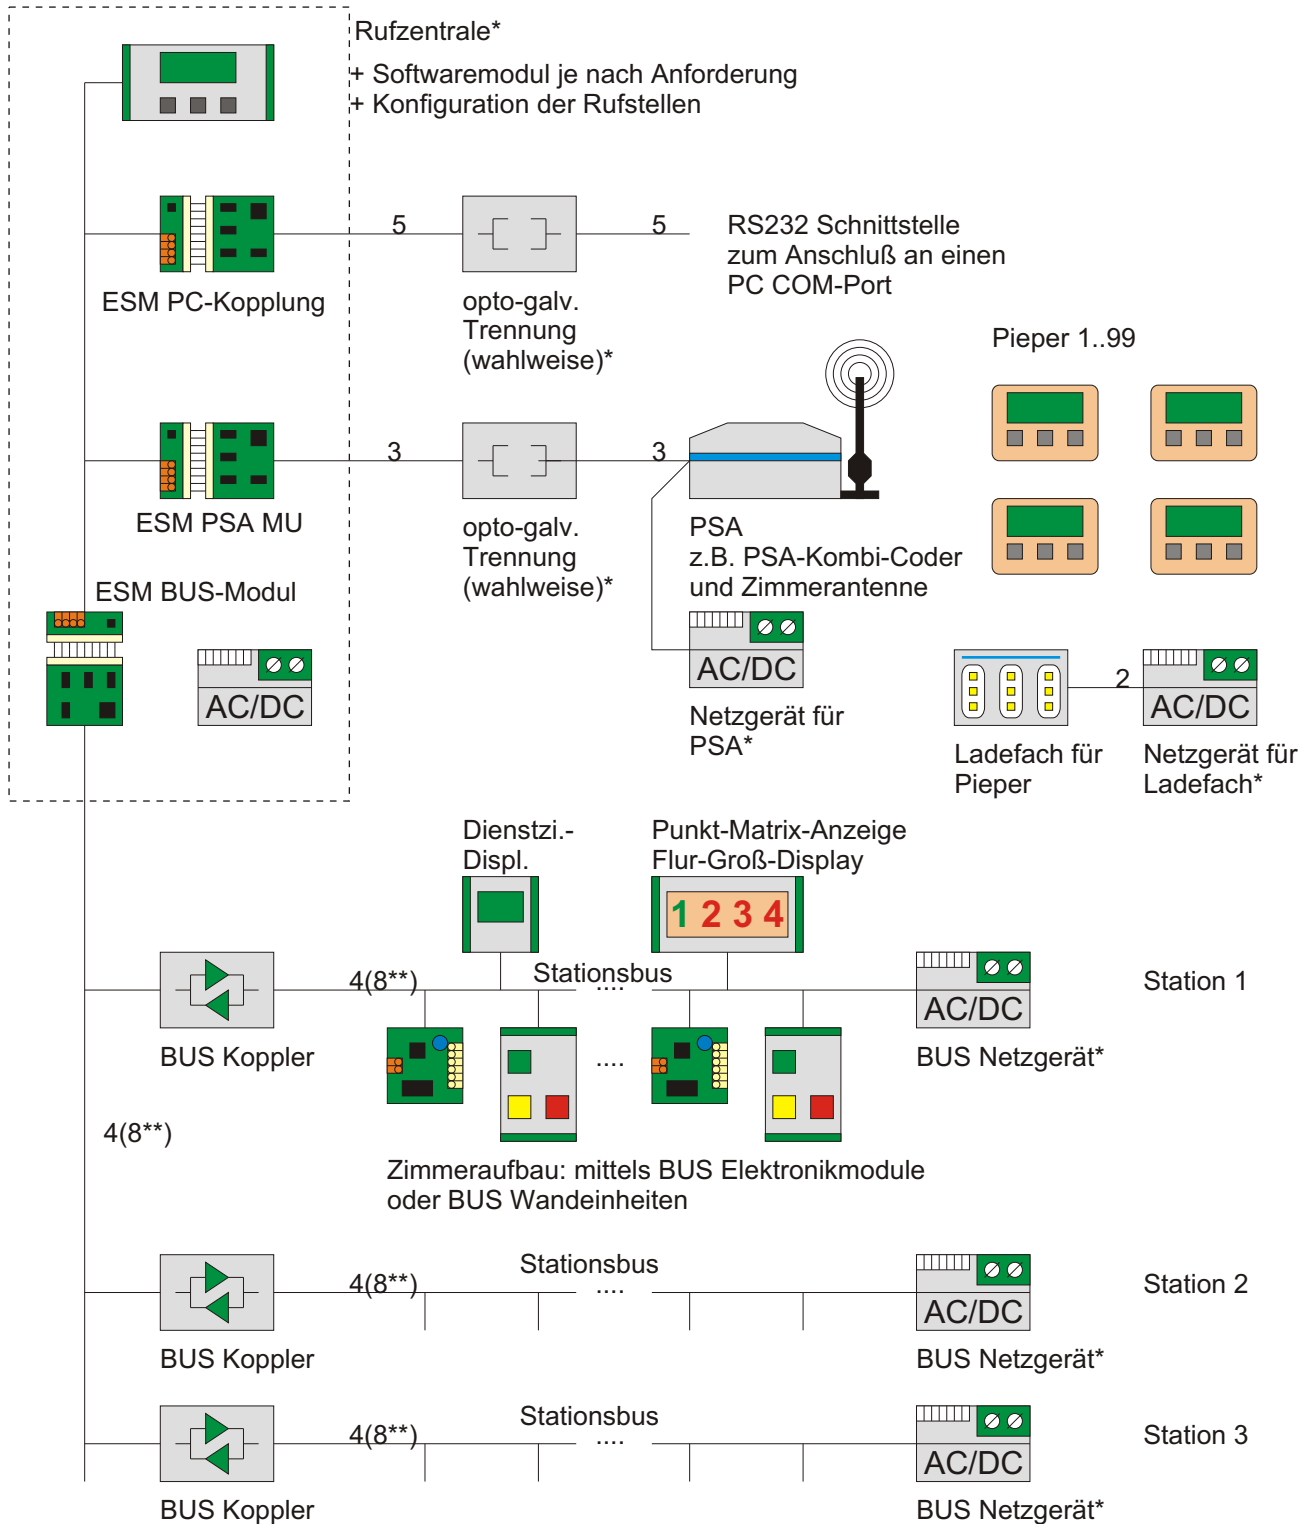 Rufzentrale*
+ Softwaremodul je nach Anforderung
+ Konfiguration der Rufstellen
5
5
RS232 Schnittstelle
zum Anschluß an einen
PC COM-Port
ESM PC-Kopplung
opto-galv.
Trennung
(wahlweise)*
Pieper 1..99
3
3
ESM PSA MU
opto-galv.
Trennung
(wahlweise)*
PSA
z.B. PSA-Kombi-Coder
und Zimmerantenne
ESM BUS-Modul
AC/DC
AC/DC
Netzgerät für
PSA*
2
AC/DC
Ladefach für
Pieper
Netzgerät für
Ladefach*
Dienstzi.-
Displ.
Punkt-Matrix-Anzeige
Flur-Groß-Display
1 2 3 4
4(8**)
Stationsbus
....
AC/DC
Station 1
BUS Koppler
....
BUS Netzgerät*
4(8**)
Zimmeraufbau: mittels BUS Elektronikmodule
oder BUS Wandeinheiten
4(8**)
Stationsbus
....
AC/DC
Station 2
BUS Koppler
BUS Netzgerät*
4(8**)
Stationsbus
....
AC/DC
Station 3
BUS Koppler
BUS Netzgerät*